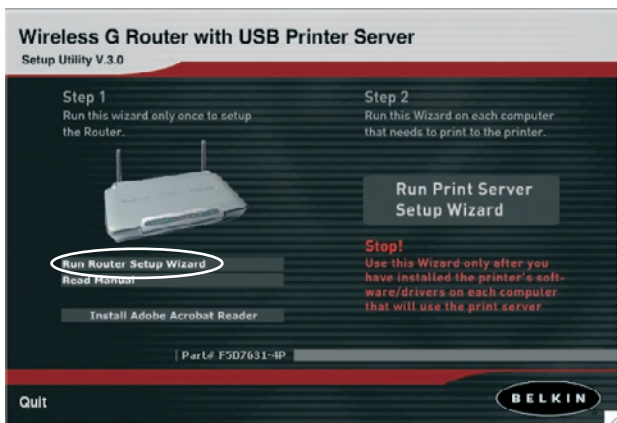 Wireless G Router with USB Printer Server
Setup Utility V.3.0
Step 1
Run this wizard only once to setup
the Router.
Run Router Setup Wizard
Read Manual
Install Adobe Acrobat Reader
Step 2
Run this Wizard on each computer
that needs to print to the printer.
Run Print Server
Setup Wizard
Stop!
Use this Wizard only after you
have installed the printer's soft-
ware/drivers on each computer
that will use the print server
Part# F5D7631-4P
Quit
BELKIN